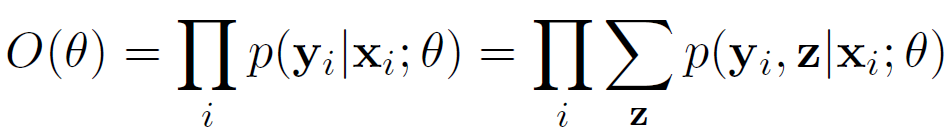 O(θ) = ∏_i p(𝐲_i|𝐱_i; θ) = ∏_i ∑_𝐳 p(𝐲_i, 𝐳|𝐱_i; θ)